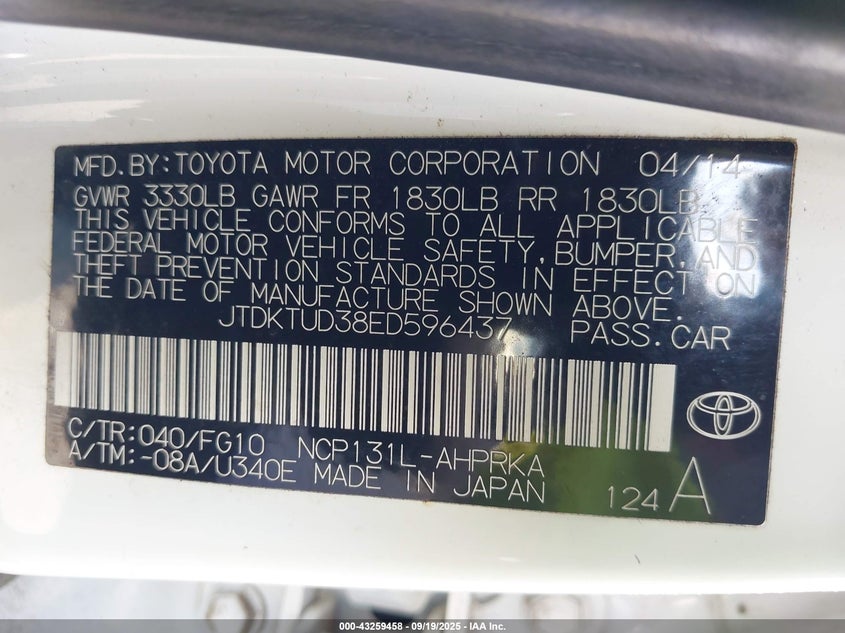 MFD.BY:TOYOTA MOTOR CORPORATION 04/14
GVWR 3330LB GAWR FR 1830LB RR 1830LB
THIS VEHICLE CONFORMS TO ALL APPLICABLE
FEDERAL MOTOR VEHICLE SAFETY,BUMPER,AND
THEFT PREVENTION STANDARDS IN EFFECT ON
THE DATE OF MANUFACTURE SHOWN ABOVE.
JTDKTUD38ED596437 PASS.CAR
C/TR:040/FG10 NCP131L-AHPRKA
A/TM:-08A/U340E MADE IN JAPAN
124A
000-43259458 - 09/19/2025 - IAA Inc.